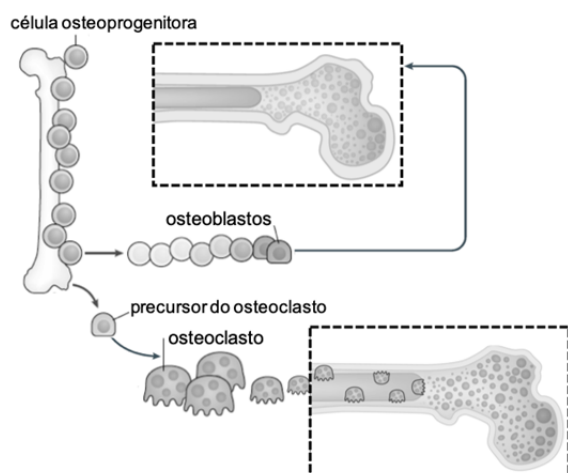 célula osteoprogenitora
osteoblastos
precursor do osteoclasto
osteoclasto